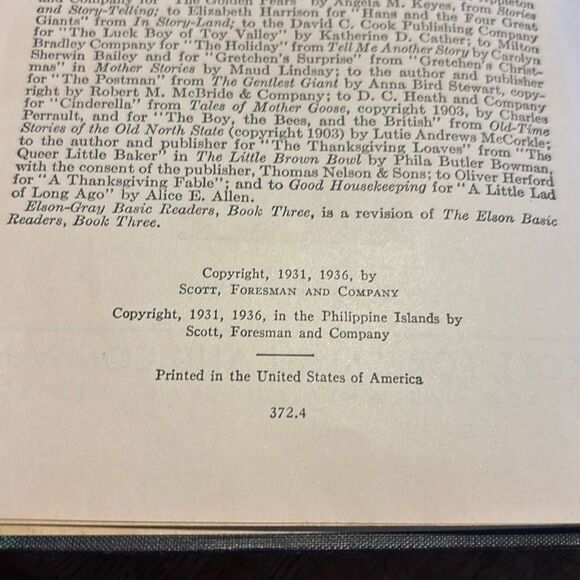 and Company for "The Golden Pears" by Angela M. Keyes, from Stories
and Story-Telling; to Elizabeth Harrison for "Hans and the Four Great
Giants" from In Story-Land; to the David C. Cook Publishing Company
for "The Luck Boy of Toy Valley" by Katherine D. Cather; to Milton
Bradley Company for "The Holiday" from Tell Me Another Story by Carolyn
Sherwin Bailey and for "Gretchen's Surprise" from "Gretchen's Christ-
mas" in Mother Stories by Maud Lindsay; to the author and publisher
for "The Postman" from The Gentlest Giant by Anna Bird Stewart, copy-
right by Robert M. McBride & Company; to D. C. Heath and Company
for "Cinderella" from Tales of Mother Goose, copyright 1903, by Charles
Perrault, and for "The Boy, the Bees, and the British" from Old-Time
Stories of the Old North State (copyright 1903) by Lutie Andrews McCorkle;
to the author and publisher for "The Thanksgiving Loaves" from "The
Queer Little Baker" in The Little Brown Bowl by Phila Butler Bowman,
with the consent of the publisher, Thomas Nelson & Sons; to Oliver Herford
for "A Thanksgiving Fable"; and to Good Housekeeping for "A Little Lad
of Long Ago" by Alice E. Allen.
Elson-Gray Basic Readers, Book Three, is a revision of The Elson Basic
Readers, Book Three.
Copyright, 1931, 1936, by
Scott, Foresman and Company
Copyright, 1931, 1936, in the Philippine Islands by
Scott, Foresman and Company
Printed in the United States of America
372.4